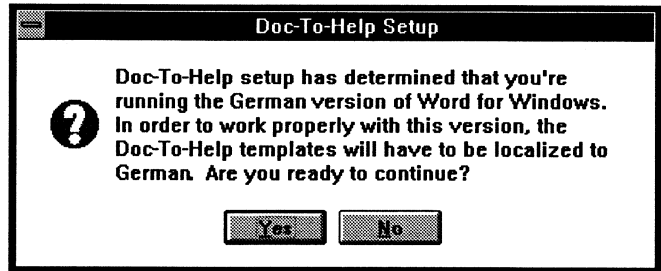 Doc-To-Help Setup
Doc-To-Help setup has determined that you're
running the German version of Word for Windows.
In order to work properly with this version, the
Doc-To-Help templates will have to be localized to
German. Are you ready to continue?
Yes No